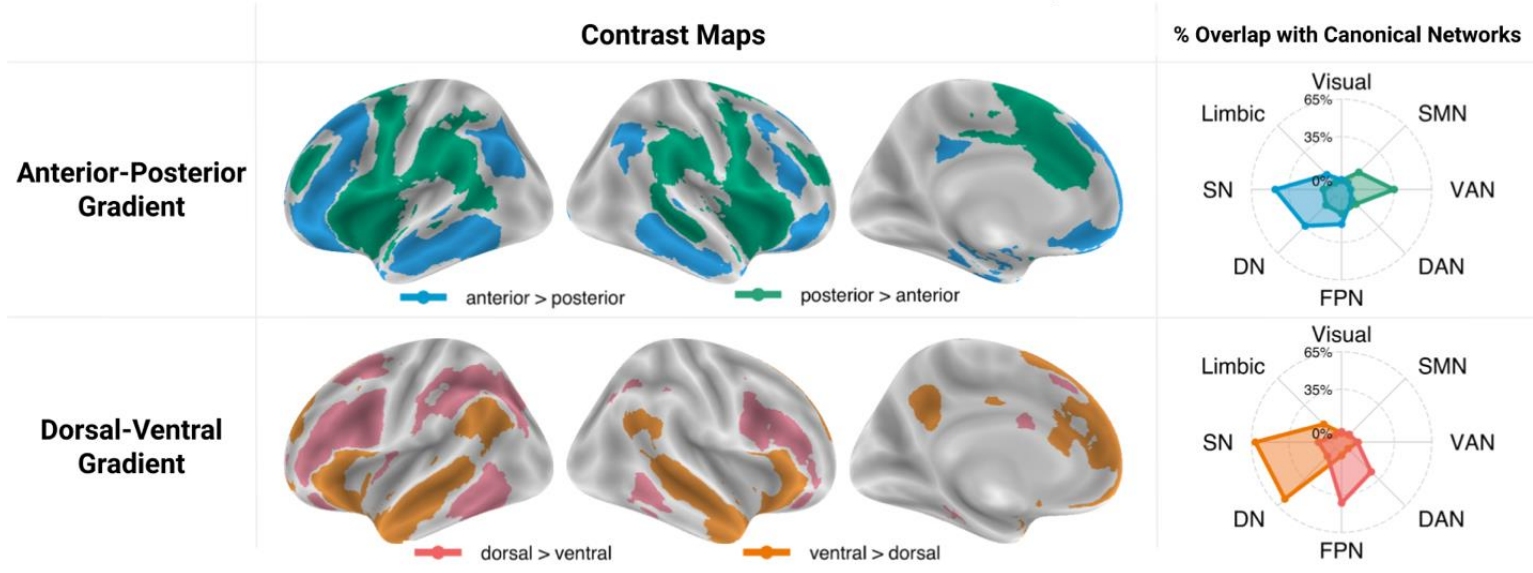 Contrast Maps
% Overlap with Canonical Networks
Anterior-Posterior
Gradient
Visual
65%
35%
0%
Limbic
SMN
SN
VAN
DN
DAN
FPN
anterior > posterior
posterior > anterior
Dorsal-Ventral
Gradient
Visual
65%
35%
0%
Limbic
SMN
SN
VAN
DN
DAN
FPN
dorsal > ventral
ventral > dorsal